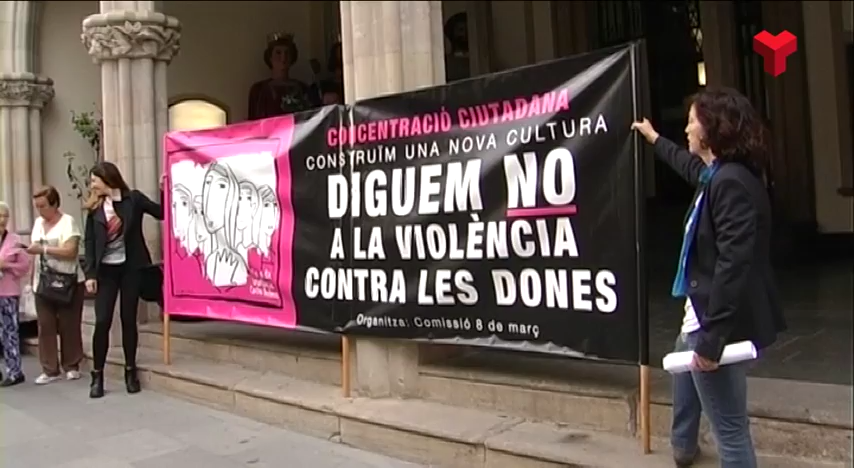 CONCENTRACIÓ CIUTADANA
CONSTRUÏM UNA NOVA CULTURA
DIGUEM NO
A LA VIOLÈNCIA
CONTRA LES DONES
Organitza: Comissió 8 de març